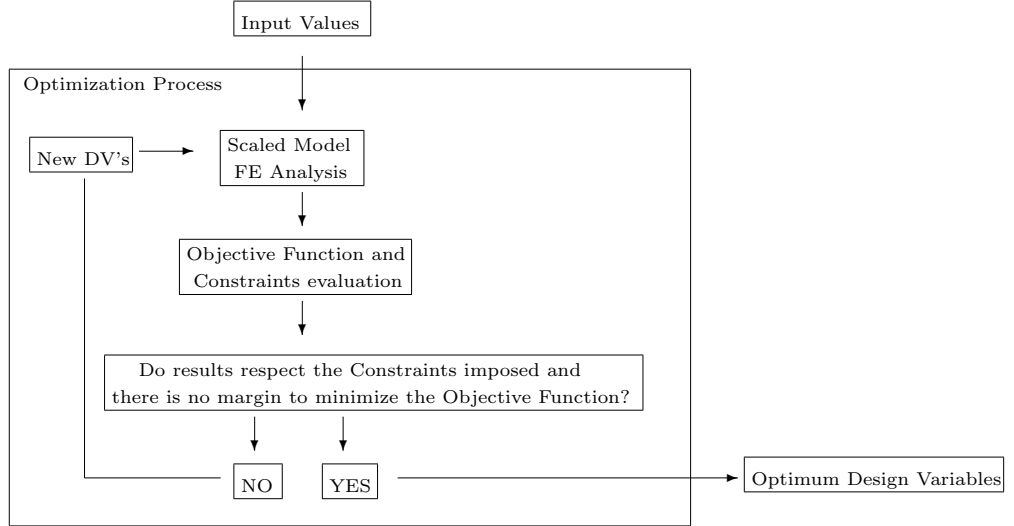 Input Values
Optimization Process
New DV's
Scaled Model
FE Analysis
Objective Function and
Constraints evaluation
Do results respect the Constraints imposed and
there is no margin to minimize the Objective Function?
NO
YES
Optimum Design Variables